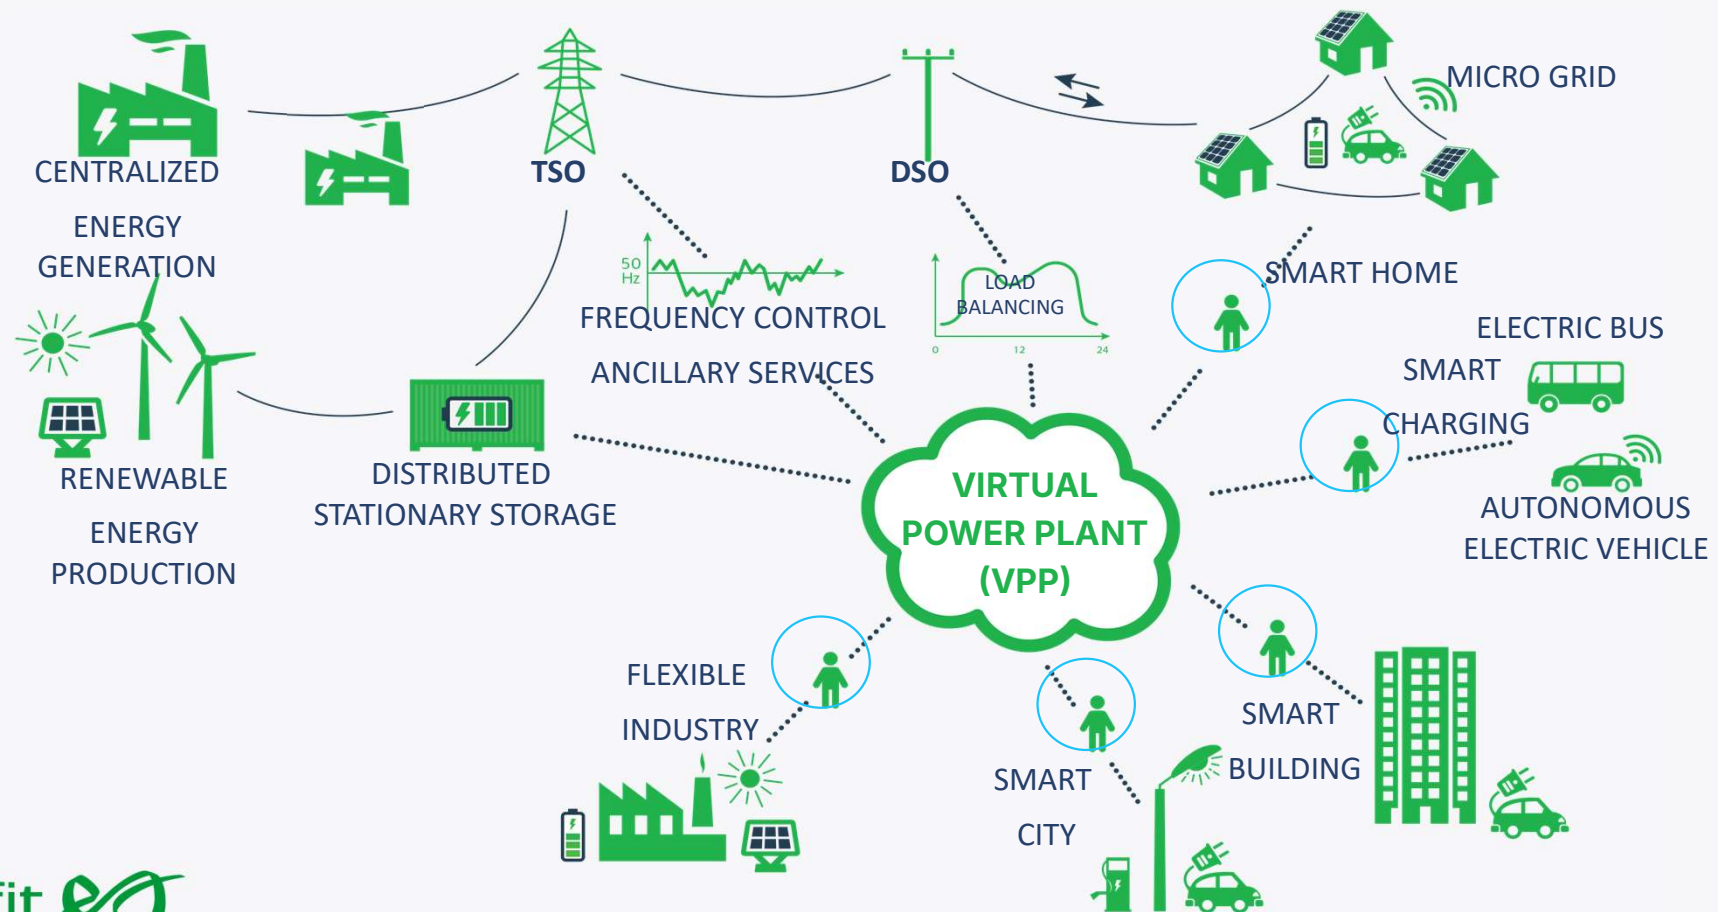 MICRO GRID
CENTRALIZED
ENERGY
GENERATION
TSO
DSO
50
Hz
FREQUENCY CONTROL
ANCILLARY SERVICES
LOAD
BALANCING
0 12 24
SMART HOME
ELECTRIC BUS
SMART
CHARGING
AUTONOMOUS
ELECTRIC VEHICLE
RENEWABLE
ENERGY
PRODUCTION
DISTRIBUTED
STATIONARY STORAGE
VIRTUAL
POWER PLANT
(VPP)
FLEXIBLE
INDUSTRY
SMART
CITY
SMART
BUILDING